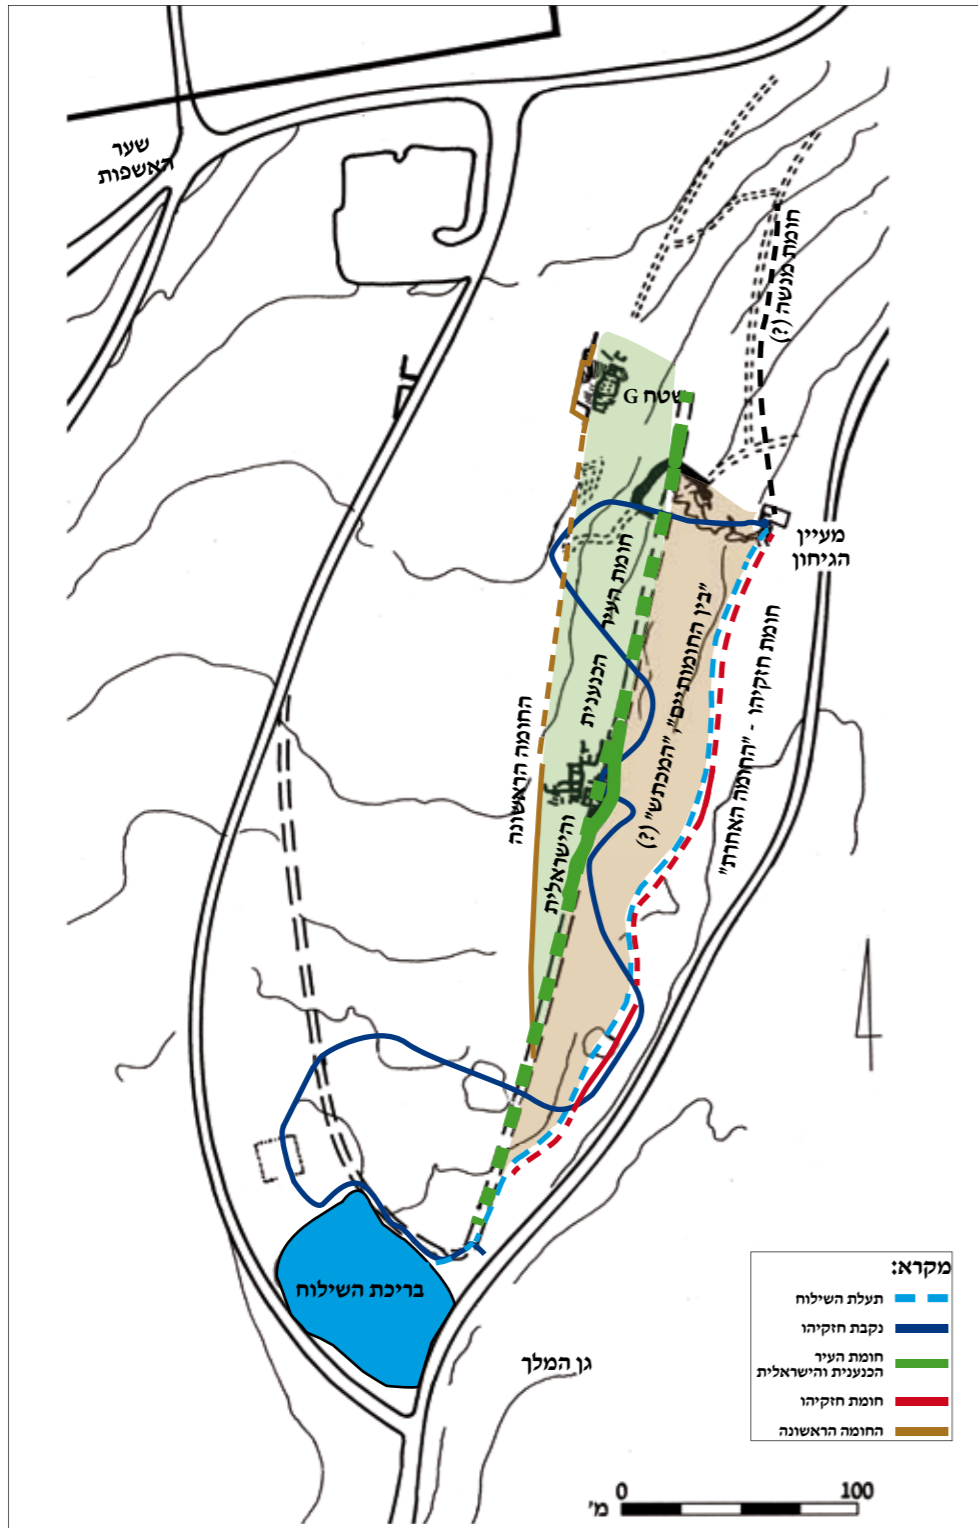 שער
האשפות
חומת מנשה (?)
שטח G
מעיין
הגיחון
חומת העיר
הכנענית
והישראלית
"בין החומותיים", "המכתש" (?)
חומת חזקיהו - "החומה האחרת"
החומה הראשונה
בריכת השילוח
גן המלך
מקרא:
תעלת השילוח
נקבת חזקיהו
חומת העיר
הכנענית והישראלית
חומת חזקיהו
החומה הראשונה
0 100
מ'